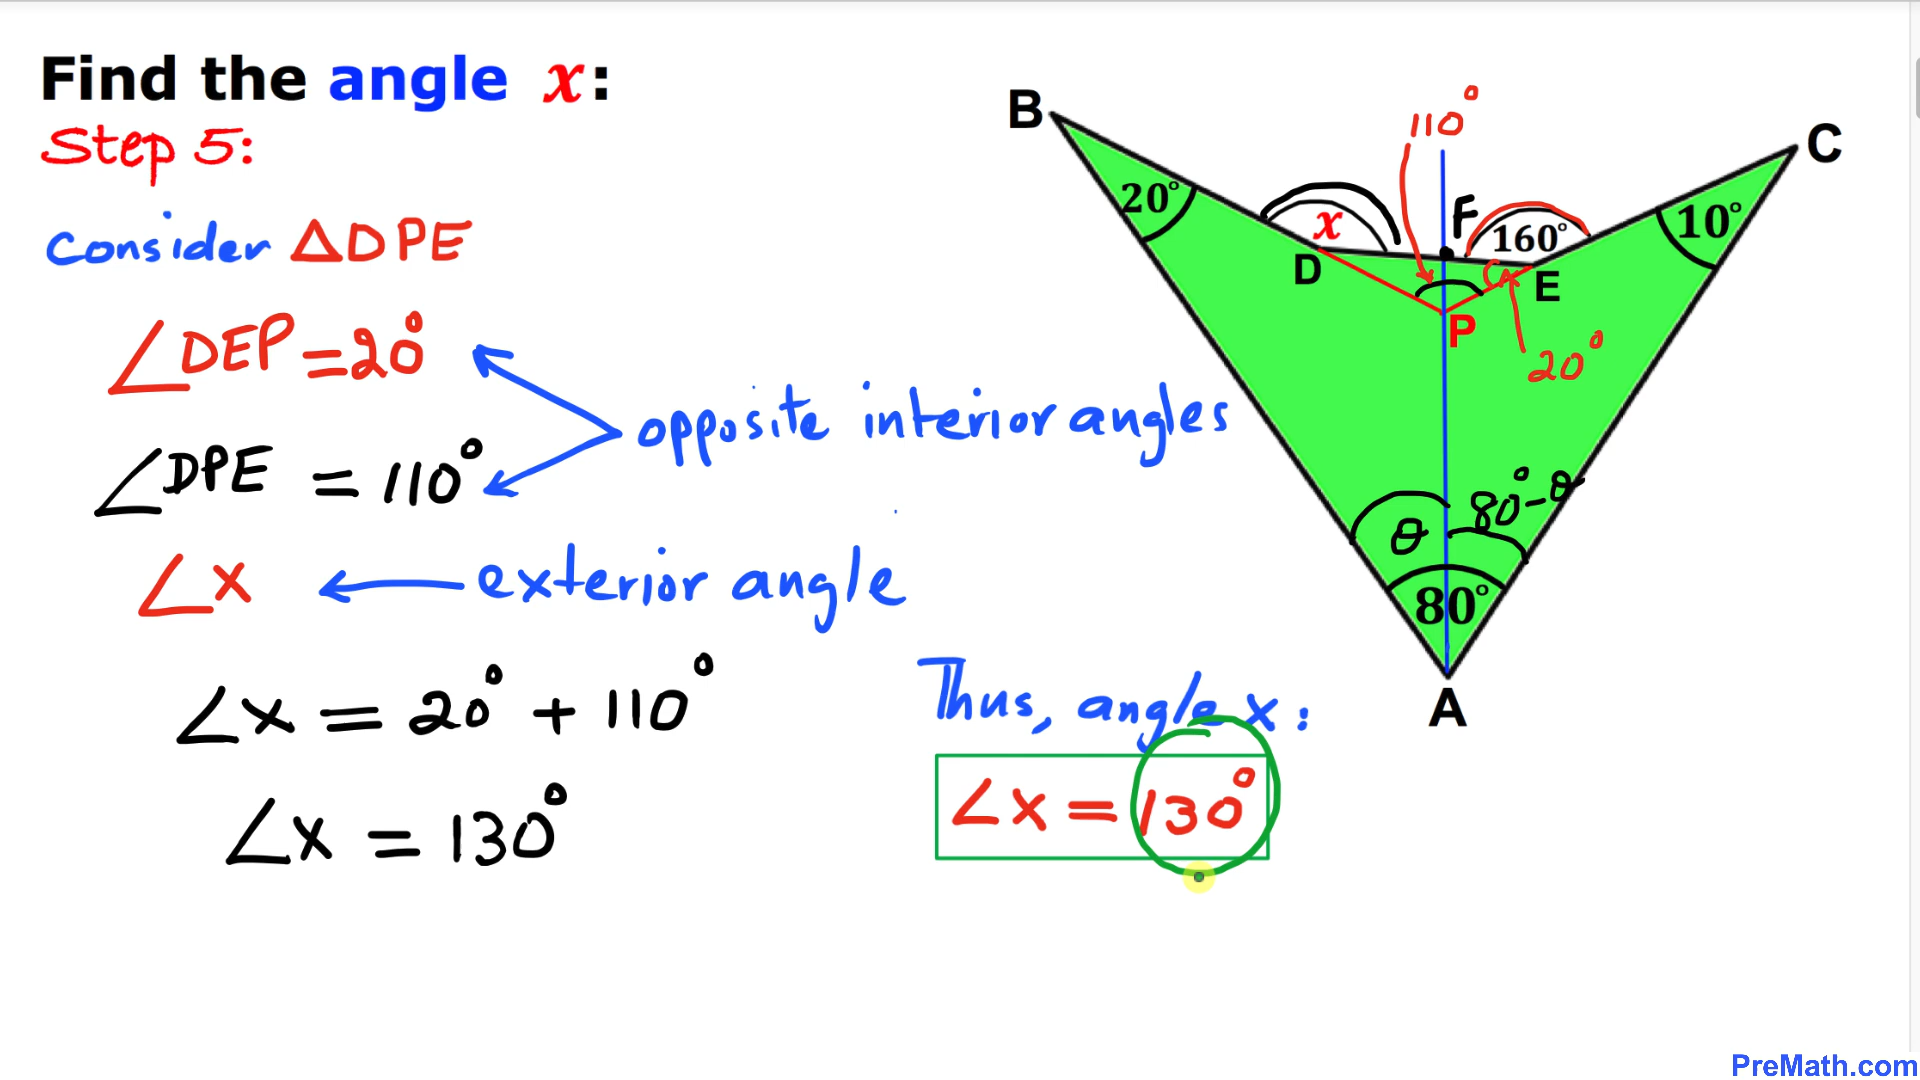 Find the angle x:
Step 5:
Consider △DPE
∠DEP = 20°
opposite interior angles
∠DPE = 110°
∠x ← exterior angle
∠x = 20° + 110°
∠x = 130°
Thus, angle x:
∠x = 130°
B
C
110°
20°
x
F
160°
10°
D
E
P
20°
θ
80° - θ
80°
A
PreMath.com